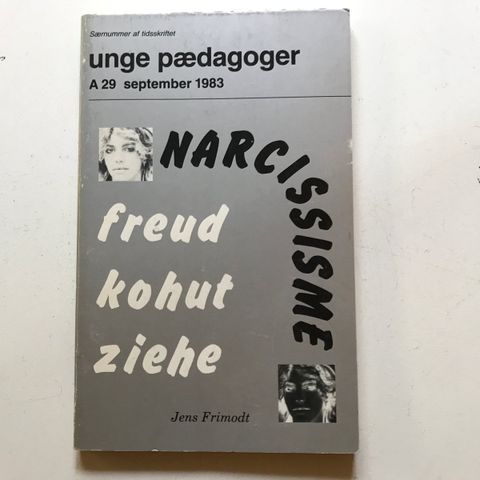 Særnummer af tidsskriftet
unge pædagoger
A 29 september 1983
NARCISSISME
freud
kohut
ziehe
Jens Frimodt